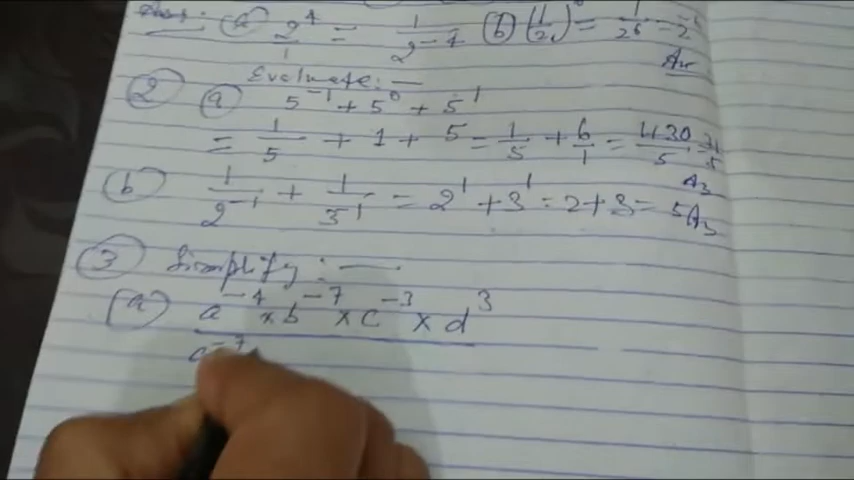 (a) 2^4/1 = 1/2^-4 (b) (1/2)^6 = 1/2^6 = 2^-6
Ans
Evaluate:—
(2) (a) 5^-1 + 5^0 + 5^1
= 1/5 + 1 + 5 = 1/5 + 6/1 = 1+30/5 = 31/5
Ans
(b) 1/2^-1 + 1/3^-1 = 2^1 + 3^1 = 2+3 = 5 Ans
(3) Simplify :—
(a) a^-4 × b^-7 × c^-3 × d^3
a^-7